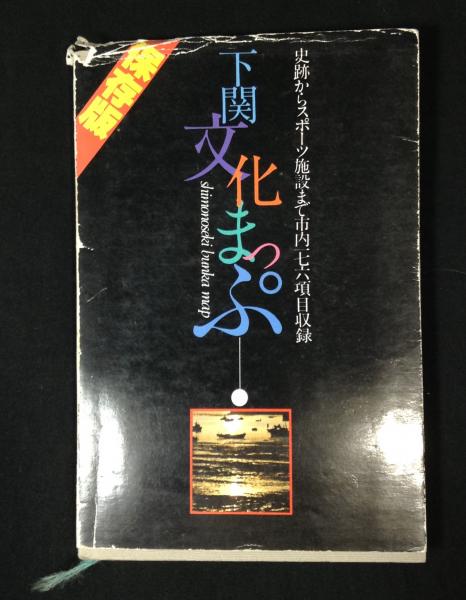 史跡からスポーツ施設まで市内一七六項目収録
下関文化まっぷ
shimonoseki bunka map
保存版